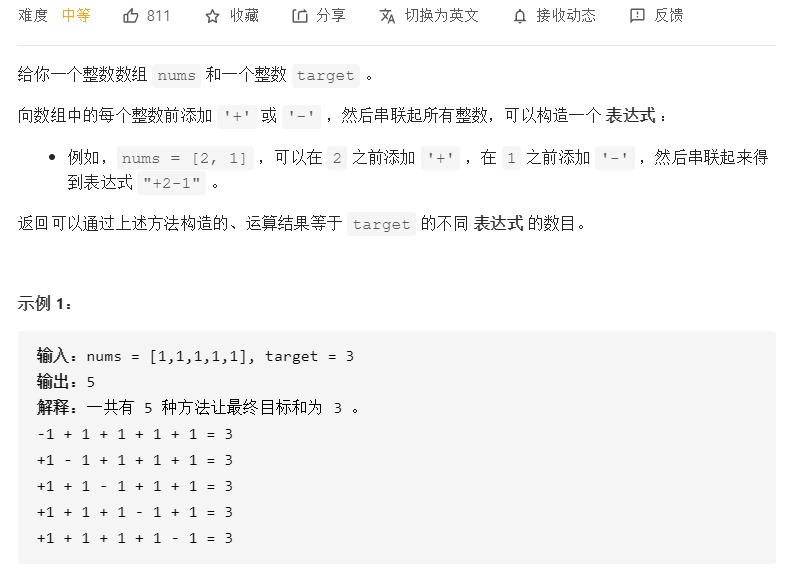 难度 中等 811 收藏 分享 切换为英文 接收动态 反馈
给你一个整数数组 nums 和一个整数 target 。
向数组中的每个整数前添加 '+' 或 '-' ，然后串联起所有整数，可以构造一个 表达式 ：
• 例如，nums = [2, 1] ，可以在 2 之前添加 '+' ，在 1 之前添加 '-' ，然后串联起来得
到表达式 "+2-1" 。
返回可以通过上述方法构造的、运算结果等于 target 的不同 表达式 的数目。
示例 1：
输入：nums = [1,1,1,1,1], target = 3
输出：5
解释：一共有 5 种方法让最终目标和为 3 。
-1 + 1 + 1 + 1 + 1 = 3
+1 - 1 + 1 + 1 + 1 = 3
+1 + 1 - 1 + 1 + 1 = 3
+1 + 1 + 1 - 1 + 1 = 3
+1 + 1 + 1 + 1 - 1 = 3